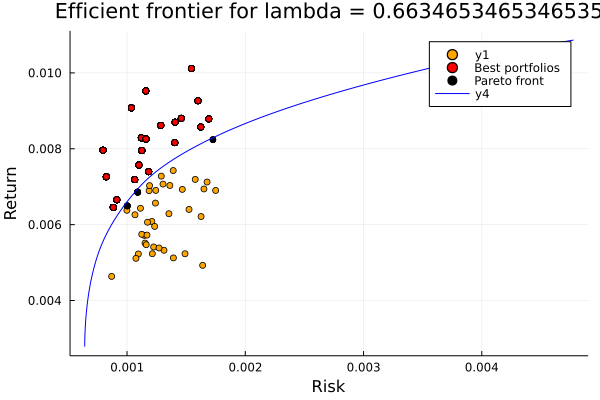 Efficient frontier for lambda = 0.6634653465346535
y1
Best portfolios
Pareto front
y4
0.010
0.008
0.006
0.004
Return
0.001
0.002
0.003
0.004
Risk